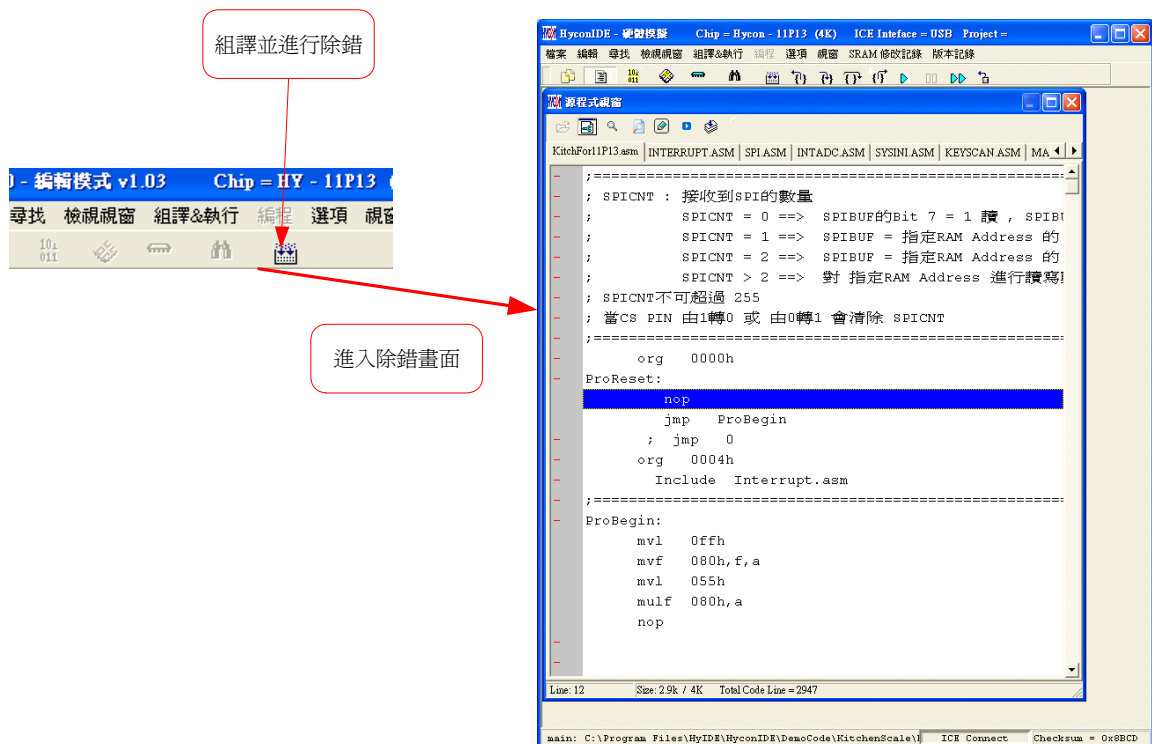 組譯並進行除錯
0 - 編輯模式 v1.03 Chip = HY - 11P13
尋找 檢視視窗 組譯&執行 編程 選項 視窗
進入除錯畫面
HyconIDE - 硬體模擬 Chip = Hycon - 11P13 (4K) ICE Inteface = USB Project =
檔案 編輯 尋找 檢視視窗 組譯&執行 編程 選項 視窗 SRAM 修改記錄 版本記錄
源程式視窗
KitchFor11P13.asm INTERRUPT.ASM SPI.ASM INTADC.ASM SYSINI.ASM KEYSCAN.ASM MA
;======================================================
; SPICNT : 接收到SPI的數量
; SPICNT = 0 ==> SPIBUF的Bit 7 = 1 讀 , SPIBU
; SPICNT = 1 ==> SPIBUF = 指定RAM Address 的
; SPICNT = 2 ==> SPIBUF = 指定RAM Address 的
; SPICNT > 2 ==> 對 指定RAM Address 進行讀寫
; SPICNT不可超過 255
; 當CS PIN 由1轉0 或 由0轉1 會清除 SPICNT
;======================================================
org 0000h
ProReset:
nop
jmp ProBegin
; jmp 0
org 0004h
Include Interrupt.asm
;======================================================
ProBegin:
mvl 0ffh
mvf 080h,f,a
mvl 055h
mulf 080h,a
nop
Line: 12 Size: 2.9k / 4K Total Code Line = 2947
main: C:\Program Files\HyIDE\HyconIDE\DemoCode\KitchenScale\ ICE Connect Checksum = 0x8BCD